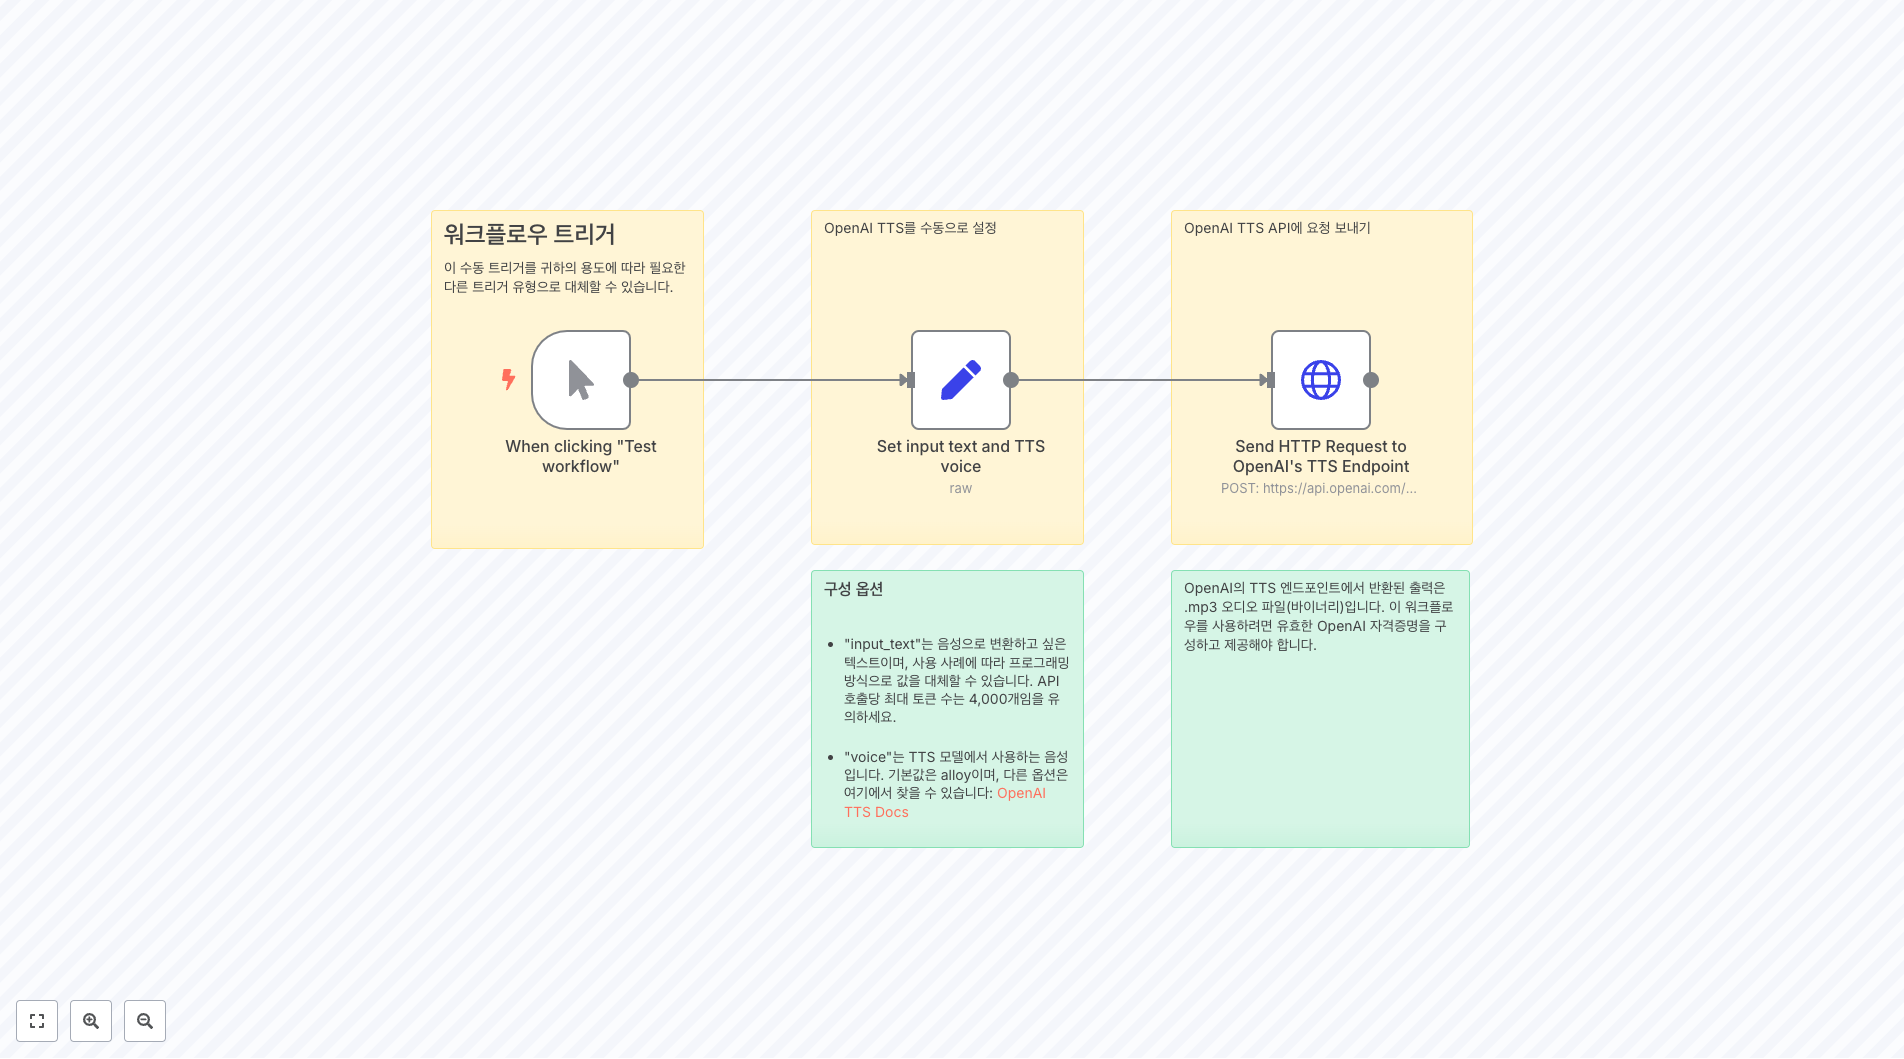 워크플로우 트리거
이 수동 트리거를 귀하의 용도에 따라 필요한
다른 트리거 유형으로 대체할 수 있습니다.
When clicking "Test
workflow"
OpenAI TTS를 수동으로 설정
Set input text and TTS
voice
raw
OpenAI TTS API에 요청 보내기
Send HTTP Request to
OpenAI's TTS Endpoint
POST: https://api.openai.com/...
구성 옵션
• "input_text"는 음성으로 변환하고 싶은
텍스트이며, 사용 사례에 따라 프로그래밍
방식으로 값을 대체할 수 있습니다. API
호출당 최대 토큰 수는 4,000개임을 유
의하세요.
• "voice"는 TTS 모델에서 사용하는 음성
입니다. 기본값은 alloy이며, 다른 옵션은
여기에서 찾을 수 있습니다: OpenAI
TTS Docs
OpenAI의 TTS 엔드포인트에서 반환된 출력은
.mp3 오디오 파일(바이너리)입니다. 이 워크플로
우를 사용하려면 유효한 OpenAI 자격증명을 구
성하고 제공해야 합니다.